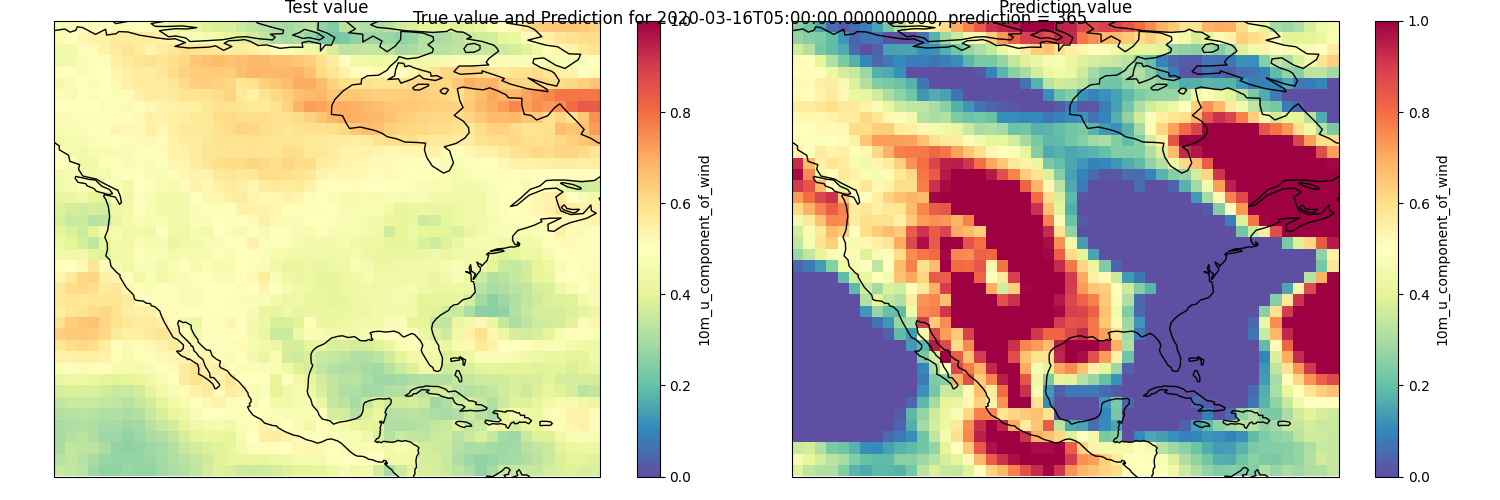 Test value
True value and Prediction for 2020-03-16T05:00:00.000000000, prediction = 365
Prediction value
1.0
0.8
0.6
0.4
0.2
0.0
10m_u_component_of_wind
1.0
0.8
0.6
0.4
0.2
0.0
10m_u_component_of_wind